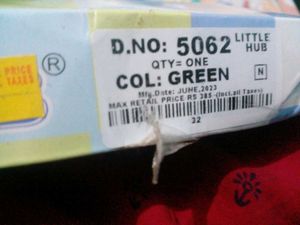 D.NO: 5062 LITTLE HUB
QTY= ONE
COL: GREEN N
Mfg.Date: JUNE,2023
MAX RETAIL PRICE RS 385-(Incl.all Taxes)
32
PRICE
TAXES
®